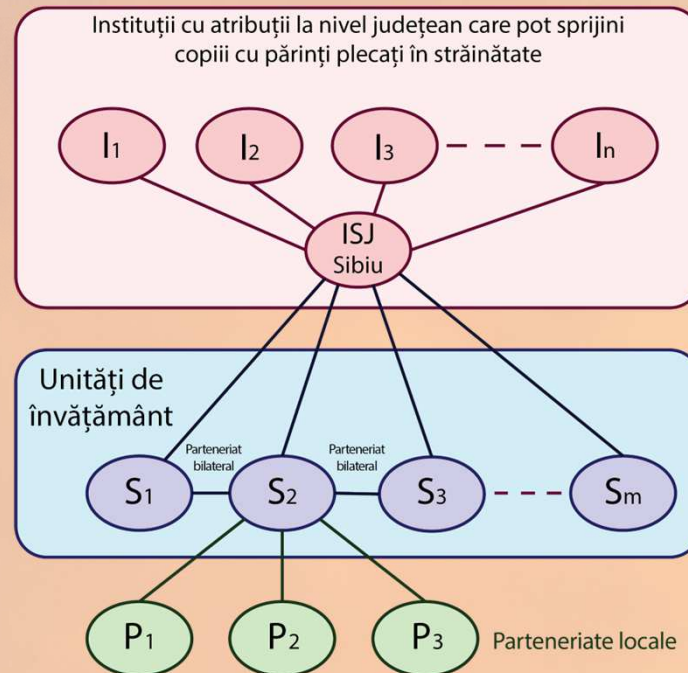 Instituții cu atribuții la nivel județean care pot sprijini
copiii cu părinți plecați în străinătate
I1
I2
I3
In
ISJ
Sibiu
Unități de
învățământ
Parteneriat
bilateral
Parteneriat
bilateral
S1
S2
S3
Sm
P1
P2
P3
Parteneriate locale